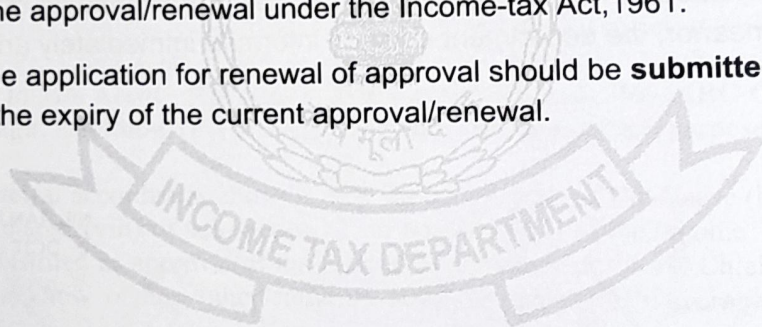 he approval/renewal under the Income-tax Act, 1961.
e application for renewal of approval should be submitte
he expiry of the current approval/renewal.
मूलो
INCOME TAX DEPARTMENT